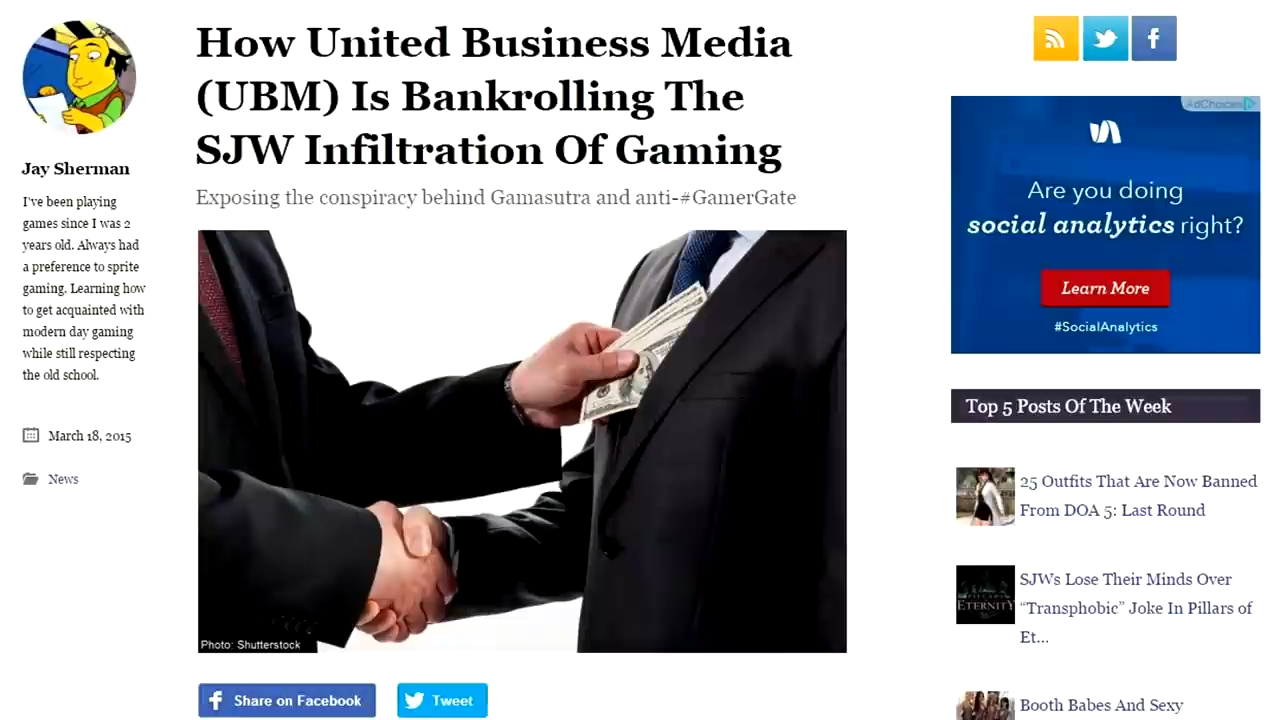 How United Business Media
(UBM) Is Bankrolling The
SJW Infiltration Of Gaming
Exposing the conspiracy behind Gamasutra and anti-#GamerGate
Jay Sherman
I've been playing
games since I was 2
years old. Always had
a preference to sprite
gaming. Learning how
to get acquainted with
modern day gaming
while still respecting
the old school.
March 18, 2015
News
Photo: Shutterstock
Share on Facebook
Tweet
AdChoices
Are you doing
social analytics right?
Learn More
#SocialAnalytics
Top 5 Posts Of The Week
25 Outfits That Are Now Banned
From DOA 5: Last Round
ETERNITY
SJWs Lose Their Minds Over
“Transphobic” Joke In Pillars of
Et...
Booth Babes And Sexy